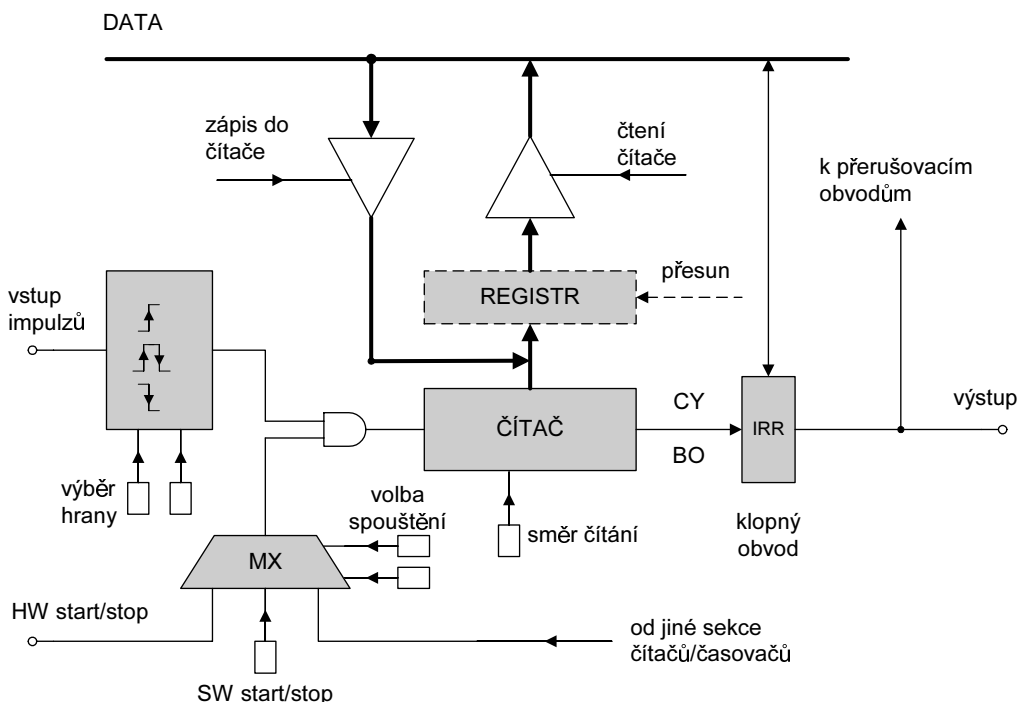 DATA
zápis do
čítače
čtení
čítače
k přerušovacím
obvodům
vstup
impulzů
REGISTR
přesun
ČÍTAČ
CY
BO
IRR
výstup
výběr
hrany
volba
spouštění
směr čítání
klopný
obvod
MX
HW start/stop
od jiné sekce
čítačů/časovačů
SW start/stop